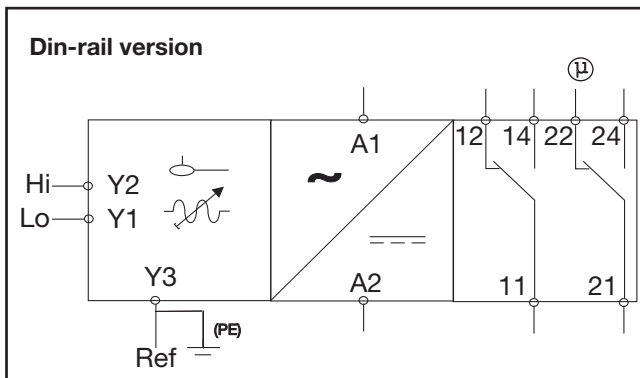 Din-rail version
µ
12 14 22 24
A1
Hi Y2
~
Lo Y1
Y3
A2
11 21
(PE)
Ref